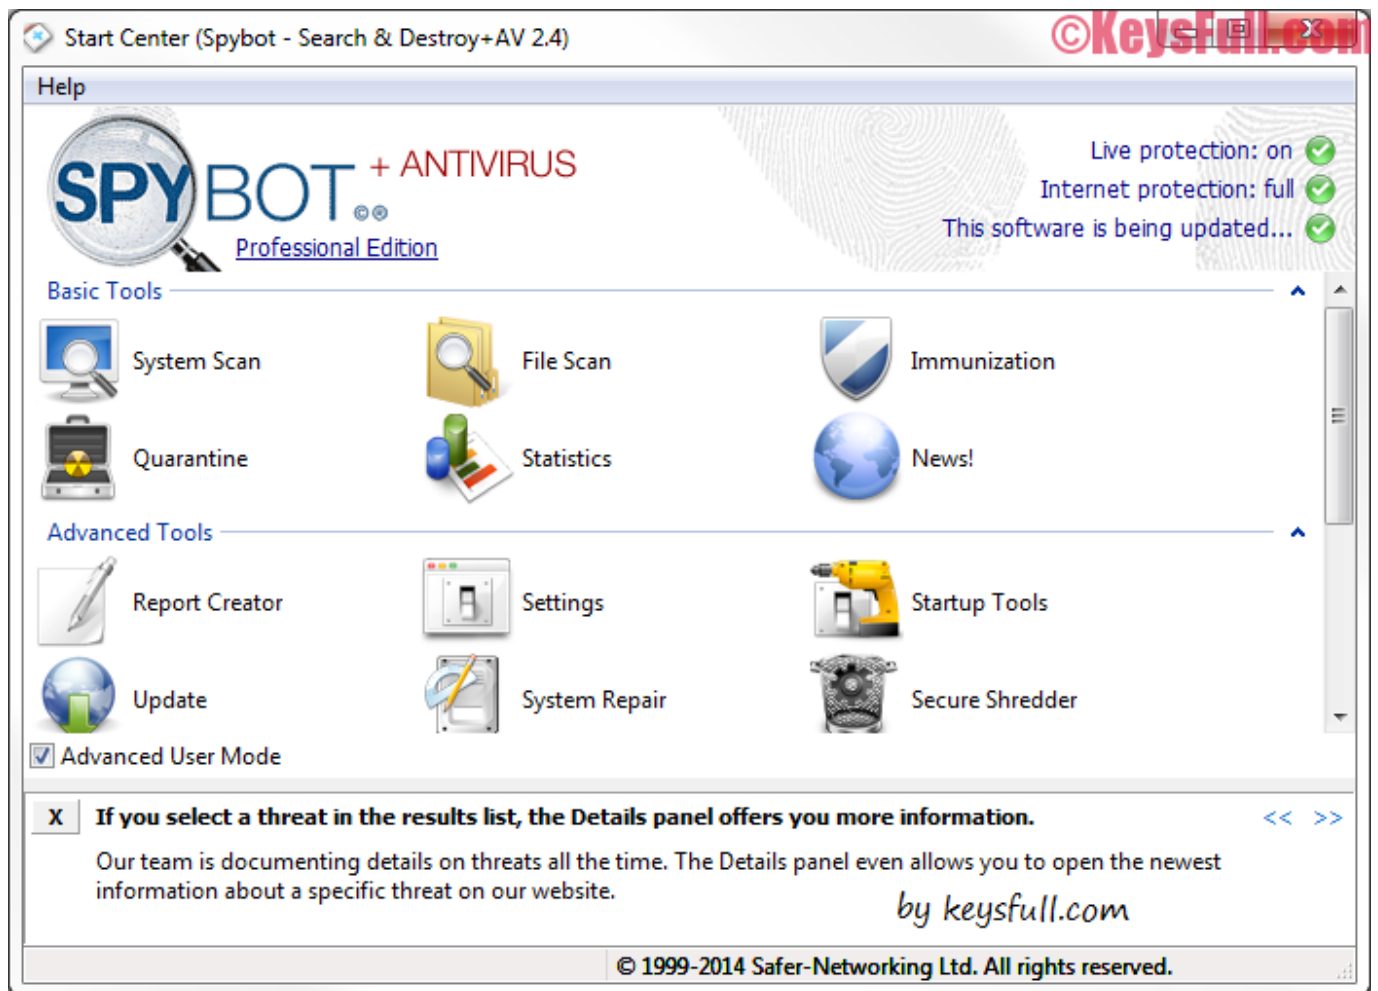 Start Center (Spybot - Search & Destroy+AV 2.4)
©KeysFull.com
Help
SPYBOT + ANTIVIRUS
©®
Professional Edition
Live protection: on
Internet protection: full
This software is being updated...
Basic Tools
System Scan
File Scan
Immunization
Quarantine
Statistics
News!
Advanced Tools
Report Creator
Settings
Startup Tools
Update
System Repair
Secure Shredder
Advanced User Mode
X
If you select a threat in the results list, the Details panel offers you more information.
<< >>
Our team is documenting details on threats all the time. The Details panel even allows you to open the newest
information about a specific threat on our website.
by keysfull.com
© 1999-2014 Safer-Networking Ltd. All rights reserved.